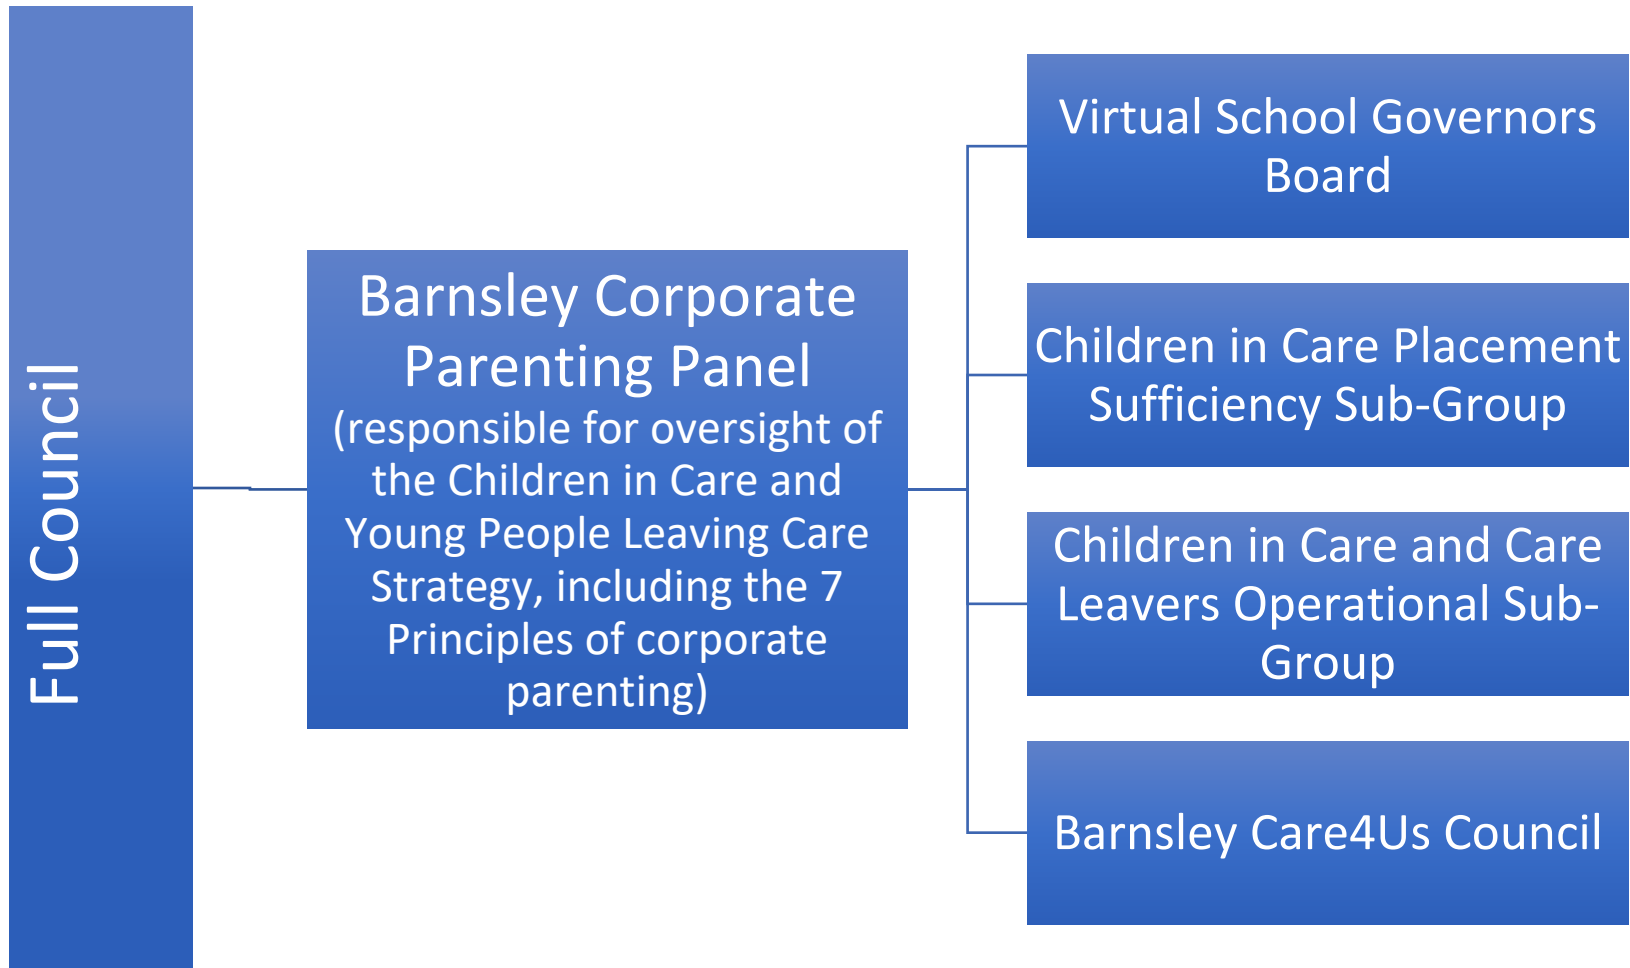 Full Council
Barnsley Corporate
Parenting Panel
(responsible for oversight of
the Children in Care and
Young People Leaving Care
Strategy, including the 7
Principles of corporate
parenting)
Virtual School Governors
Board
Children in Care Placement
Sufficiency Sub-Group
Children in Care and Care
Leavers Operational Sub-
Group
Barnsley Care4Us Council